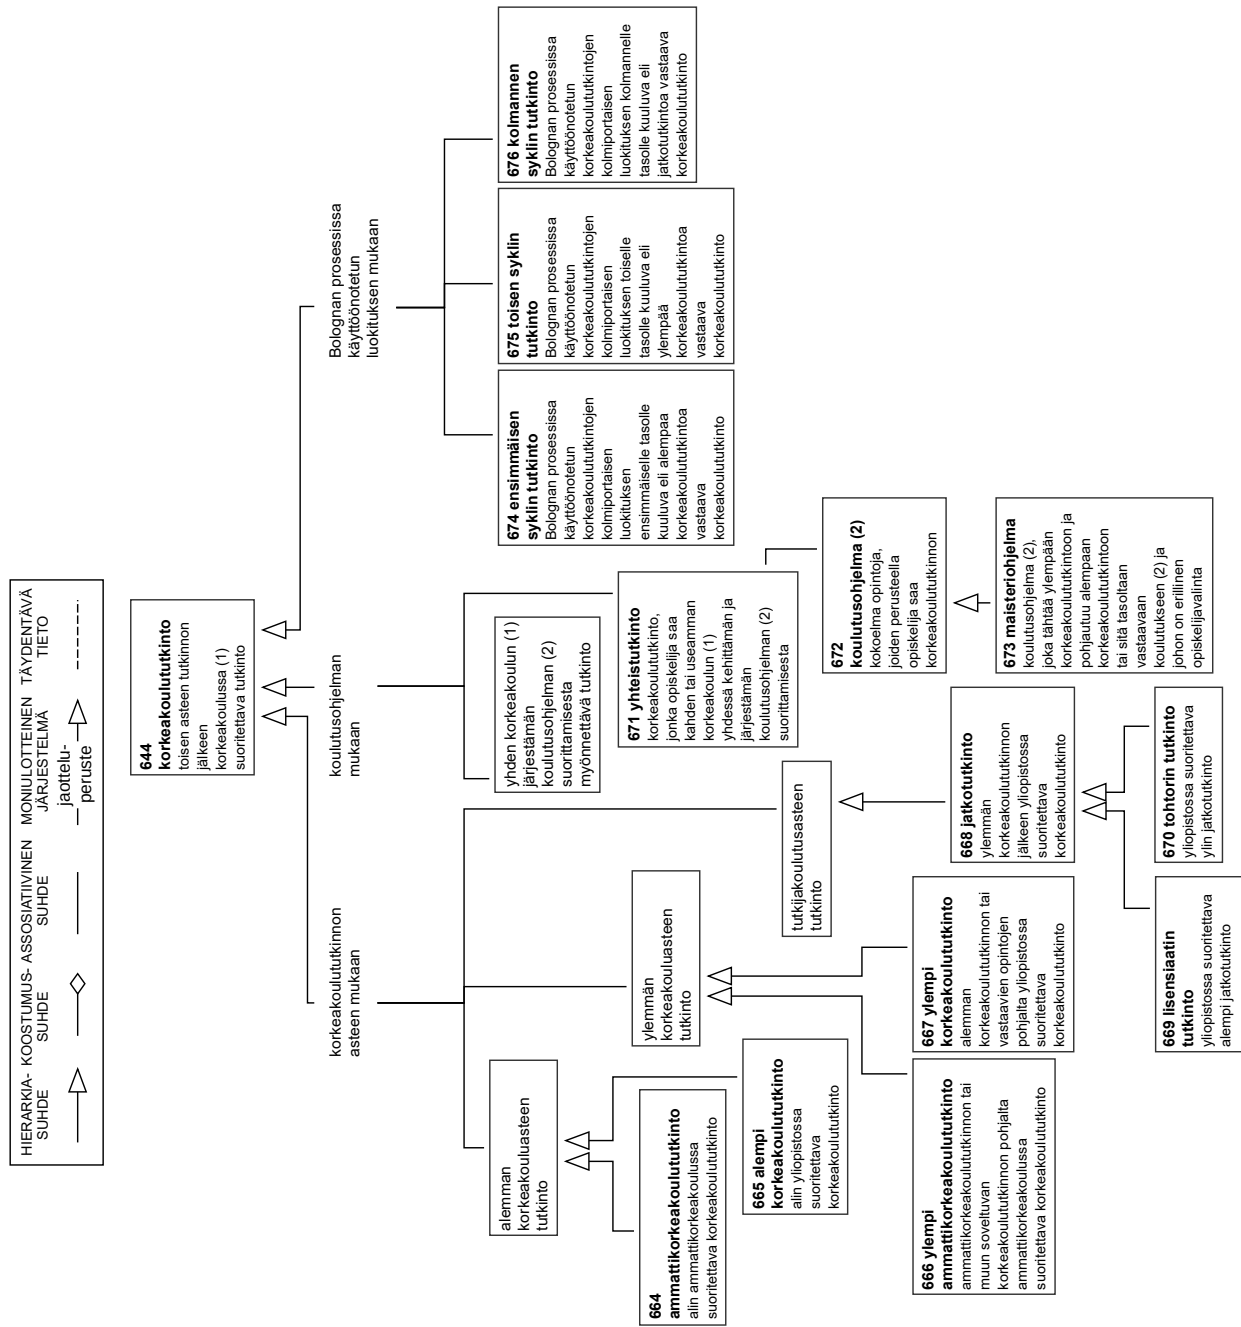 HIERARKIA-
SUHDE
KOOSTUMUS-
SUHDE
ASSOSIATIIVINEN
SUHDE
MONIULOTTEINEN
JÄRJESTELMÄ
jaottelu-
peruste
TÄYDENTÄVÄ
TIETO
644
korkeakoulututkinto
toisen asteen tutkinnon
jälkeen
korkeakoulussa (1)
suoritettava tutkinto
korkeakoulututkinnon
asteen mukaan
koulutusohjelman
mukaan
Bolognan prosessissa
käyttöönotetun
luokituksen mukaan
alemman
korkeakouluasteen
tutkinto
ylemmän
korkeakouluasteen
tutkinto
tutkijakoulutusasteen
tutkinto
yhden korkeakoulun (1)
järjestämän
koulutusohjelman (2)
suorittamisesta
myönnettävä tutkinto
671 yhteistutkinto
korkeakoulututkinto,
jonka opiskelija saa
kahden tai useamman
korkeakoulun (1)
yhdessä kehittämän ja
järjestämän
koulutusohjelman (2)
suorittamisesta
674 ensimmäisen
syklin tutkinto
Bolognan prosessissa
käyttöönotetun
korkeakoulututkintojen
kolmiportaisen
luokituksen
ensimmäiselle tasolle
kuuluva eli alempaa
korkeakoulututkintoa
vastaava
korkeakoulututkinto
675 toisen syklin
tutkinto
Bolognan prosessissa
käyttöönotetun
korkeakoulututkintojen
kolmiportaisen
luokituksen toiselle
tasolle kuuluva eli
ylempää
korkeakoulututkintoa
vastaava
korkeakoulututkinto
676 kolmannen
syklin tutkinto
Bolognan prosessissa
käyttöönotetun
korkeakoulututkintojen
kolmiportaisen
luokituksen kolmannelle
tasolle kuuluva eli
jatkotutkintoa vastaava
korkeakoulututkinto
664
ammattikorkeakoulututkinto
alin ammattikorkeakoulussa
suoritettava korkeakoulututkinto
665 alempi
korkeakoulututkinto
alin yliopistossa
suoritettava
korkeakoulututkinto
666 ylempi
ammattikorkeakoulututkinto
ammattikorkeakoulututkinnon tai
muun soveltuvan
korkeakoulututkinnon pohjalta
ammattikorkeakoulussa
suoritettava korkeakoulututkinto
667 ylempi
korkeakoulututkinto
alemman
korkeakoulututkinnon tai
vastaavien opintojen
pohjalta yliopistossa
suoritettava
korkeakoulututkinto
668 jatkotutkinto
ylemmän
korkeakoulututkinnon
jälkeen yliopistossa
suoritettava
korkeakoulututkinto
672
koulutusohjelma (2)
kokoelma opintoja,
joiden perusteella
opiskelija saa
korkeakoulututkinnon
673 maisteriohjelma
koulutusohjelma (2),
joka tähtää ylempään
korkeakoulututkintoon ja
pohjautuu alempaan
korkeakoulututkintoon
tai sitä tasoltaan
vastaavaan
koulutukseen (2) ja
johon on erillinen
opiskelijavalinta
669 lisensiaatin
tutkinto
yliopistossa suoritettava
alempi jatkotutkinto
670 tohtorin tutkinto
yliopistossa suoritettava
ylin jatkotutkinto